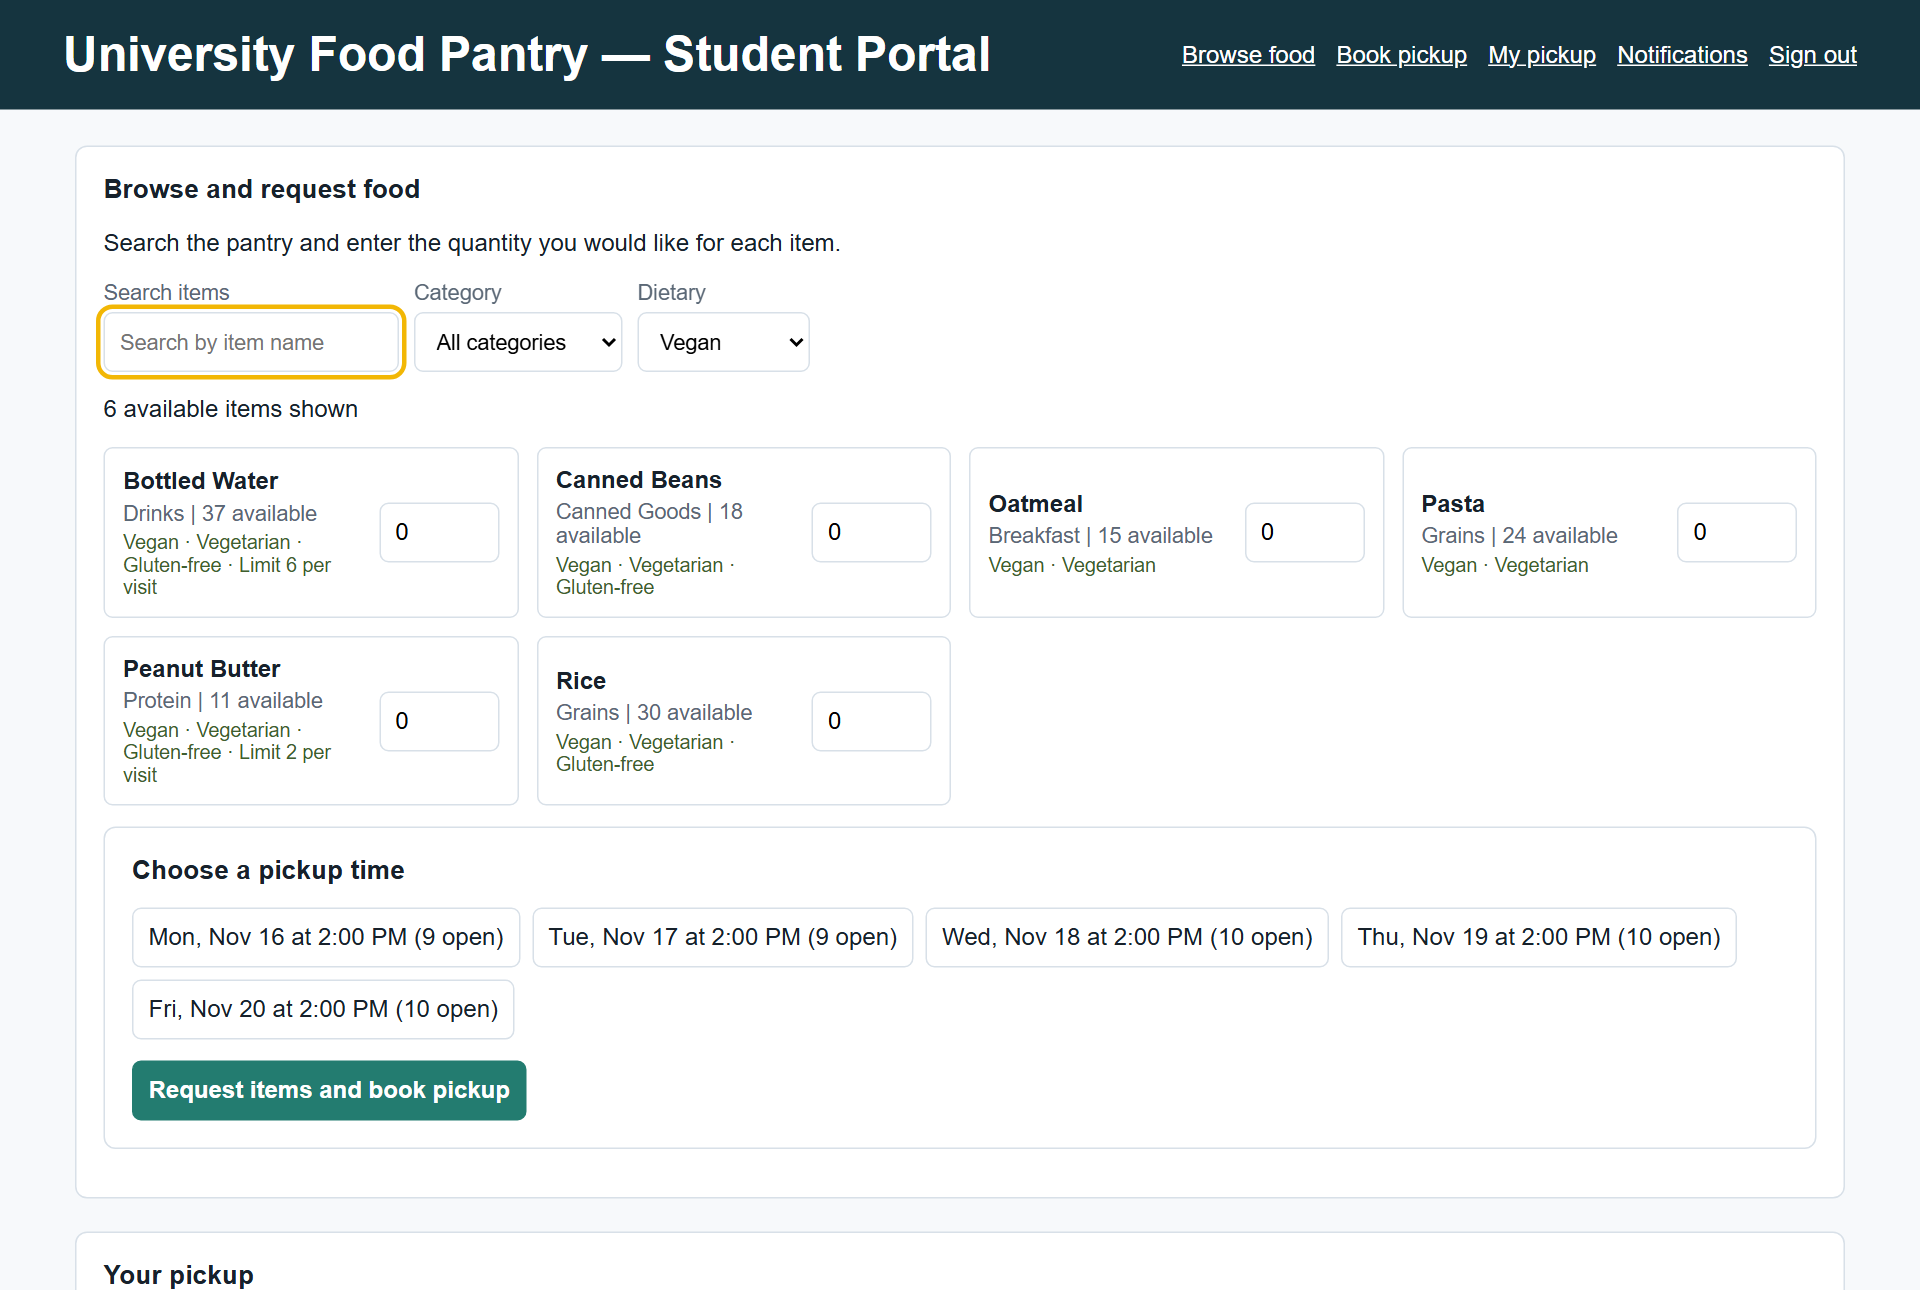 University Food Pantry — Student Portal
Browse food Book pickup My pickup Notifications Sign out
Browse and request food
Search the pantry and enter the quantity you would like for each item.
Search items Category Dietary
Search by item name All categories Vegan
6 available items shown
Bottled Water
Drinks | 37 available
Vegan · Vegetarian ·
Gluten-free · Limit 6 per
visit
0
Canned Beans
Canned Goods | 18
available
Vegan · Vegetarian ·
Gluten-free
0
Oatmeal
Breakfast | 15 available
Vegan · Vegetarian
0
Pasta
Grains | 24 available
Vegan · Vegetarian
0
Peanut Butter
Protein | 11 available
Vegan · Vegetarian ·
Gluten-free · Limit 2 per
visit
0
Rice
Grains | 30 available
Vegan · Vegetarian ·
Gluten-free
0
Choose a pickup time
Mon, Nov 16 at 2:00 PM (9 open) Tue, Nov 17 at 2:00 PM (9 open) Wed, Nov 18 at 2:00 PM (10 open) Thu, Nov 19 at 2:00 PM (10 open)
Fri, Nov 20 at 2:00 PM (10 open)
Request items and book pickup
Your pickup